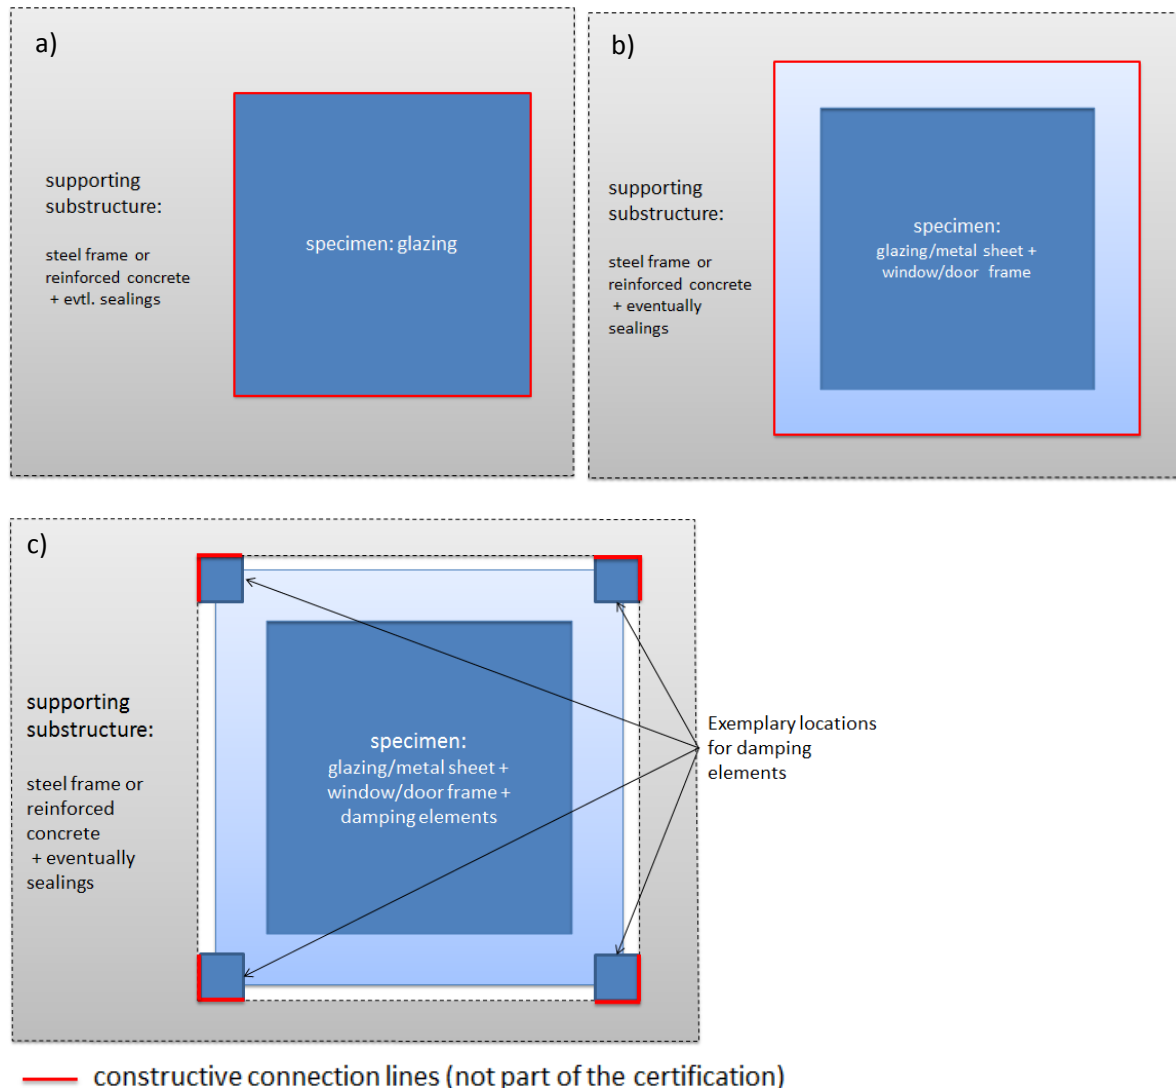 a)
supporting
substructure:
steel frame or
reinforced concrete
+ evtl. sealings
specimen: glazing
b)
supporting
substructure:
steel frame or
reinforced concrete
+ eventually
sealings
specimen:
glazing/metal sheet +
window/door frame
c)
supporting
substructure:
steel frame or
reinforced
concrete
+ eventually
sealings
specimen:
glazing/metal sheet +
window/door frame +
damping elements
Exemplary locations
for damping
elements
constructive connection lines (not part of the certification)